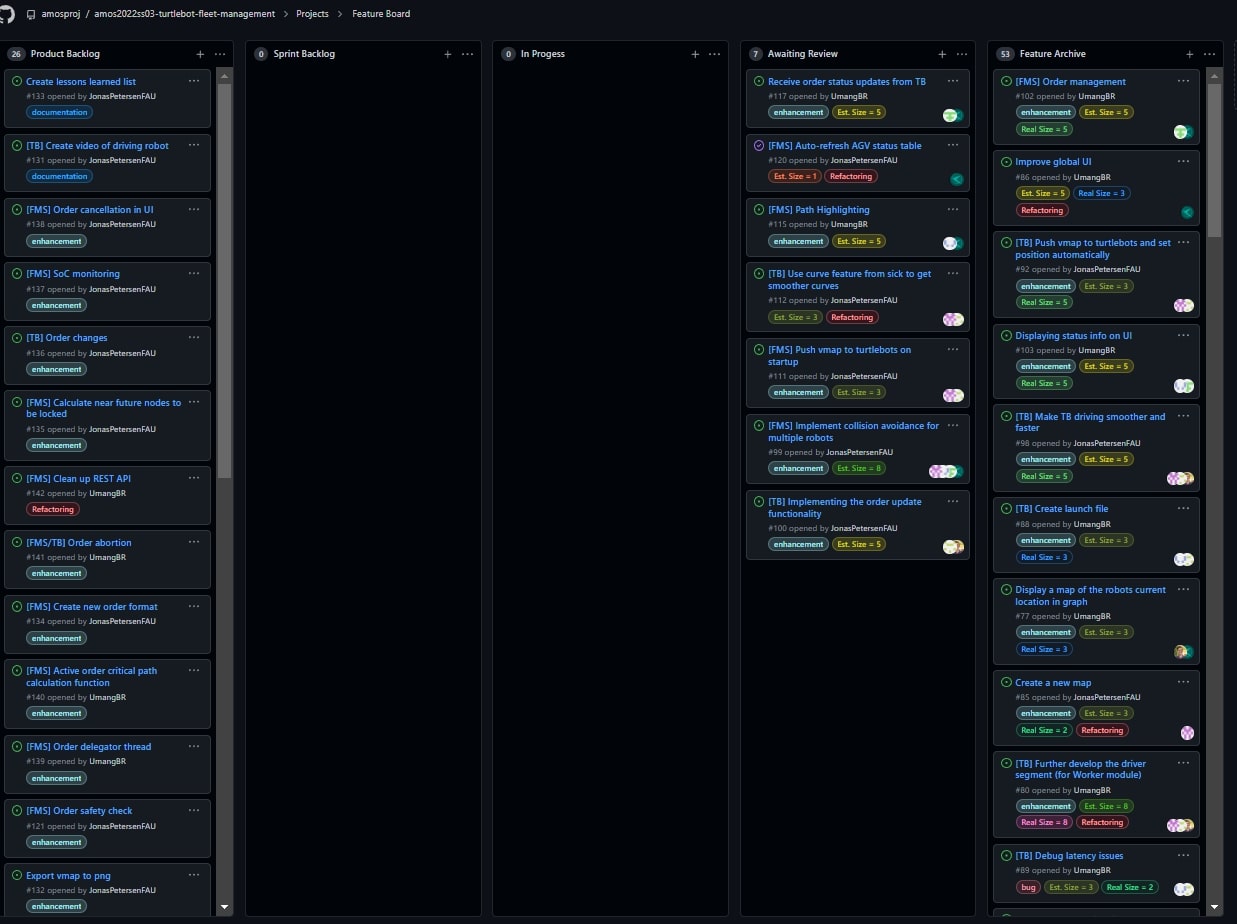 amosproj / amos2022ss03-turtlebot-fleet-management > Projects > Feature Board
26 Product Backlog
Create lessons learned list
#133 opened by JonasPetersenFAU
documentation
[TB] Create video of driving robot
#131 opened by JonasPetersenFAU
documentation
[FMS] Order cancellation in UI
#138 opened by JonasPetersenFAU
enhancement
[FMS] SoC monitoring
#137 opened by JonasPetersenFAU
enhancement
[TB] Order changes
#136 opened by JonasPetersenFAU
enhancement
[FMS] Calculate near future nodes to
be locked
#135 opened by JonasPetersenFAU
enhancement
[FMS] Clean up REST API
#142 opened by UmangBR
Refactoring
[FMS/TB] Order abortion
#141 opened by UmangBR
enhancement
[FMS] Create new order format
#134 opened by JonasPetersenFAU
enhancement
[FMS] Active order critical path
calculation function
#140 opened by UmangBR
enhancement
[FMS] Order delegator thread
#139 opened by UmangBR
enhancement
[FMS] Order safety check
#121 opened by JonasPetersenFAU
enhancement
Export vmap to png
#132 opened by JonasPetersenFAU
enhancement
0 Sprint Backlog
0 In Progess
7 Awaiting Review
Receive order status updates from TB
#117 opened by UmangBR
enhancement Est. Size = 5
[FMS] Auto-refresh AGV status table
#120 opened by JonasPetersenFAU
Est. Size = 1 Refactoring
[FMS] Path Highlighting
#115 opened by UmangBR
enhancement Est. Size = 5
[TB] Use curve feature from sick to get
smoother curves
#112 opened by JonasPetersenFAU
Est. Size = 3 Refactoring
[FMS] Push vmap to turtlebots on
startup
#111 opened by JonasPetersenFAU
enhancement Est. Size = 3
[FMS] Implement collision avoidance for
multiple robots
#99 opened by JonasPetersenFAU
enhancement Est. Size = 8
[TB] Implementing the order update
functionality
#100 opened by JonasPetersenFAU
enhancement Est. Size = 5
53 Feature Archive
[FMS] Order management
#102 opened by UmangBR
enhancement Est. Size = 5
Real Size = 5
Improve global UI
#86 opened by UmangBR
Est. Size = 5 Real Size = 3
Refactoring
[TB] Push vmap to turtlebots and set
position automatically
#92 opened by JonasPetersenFAU
enhancement Est. Size = 3
Real Size = 5
Displaying status info on UI
#103 opened by UmangBR
enhancement Est. Size = 5
Real Size = 5
[TB] Make TB driving smoother and
faster
#98 opened by JonasPetersenFAU
enhancement Est. Size = 5
Real Size = 5
[TB] Create launch file
#88 opened by UmangBR
enhancement Est. Size = 3
Real Size = 3
Display a map of the robots current
location in graph
#77 opened by UmangBR
enhancement Est. Size = 3
Real Size = 3
Create a new map
#85 opened by JonasPetersenFAU
enhancement Est. Size = 3
Real Size = 2 Refactoring
[TB] Further develop the driver
segment (for Worker module)
#80 opened by UmangBR
enhancement Est. Size = 8
Real Size = 8 Refactoring
[TB] Debug latency issues
#89 opened by UmangBR
bug Est. Size = 3 Real Size = 2